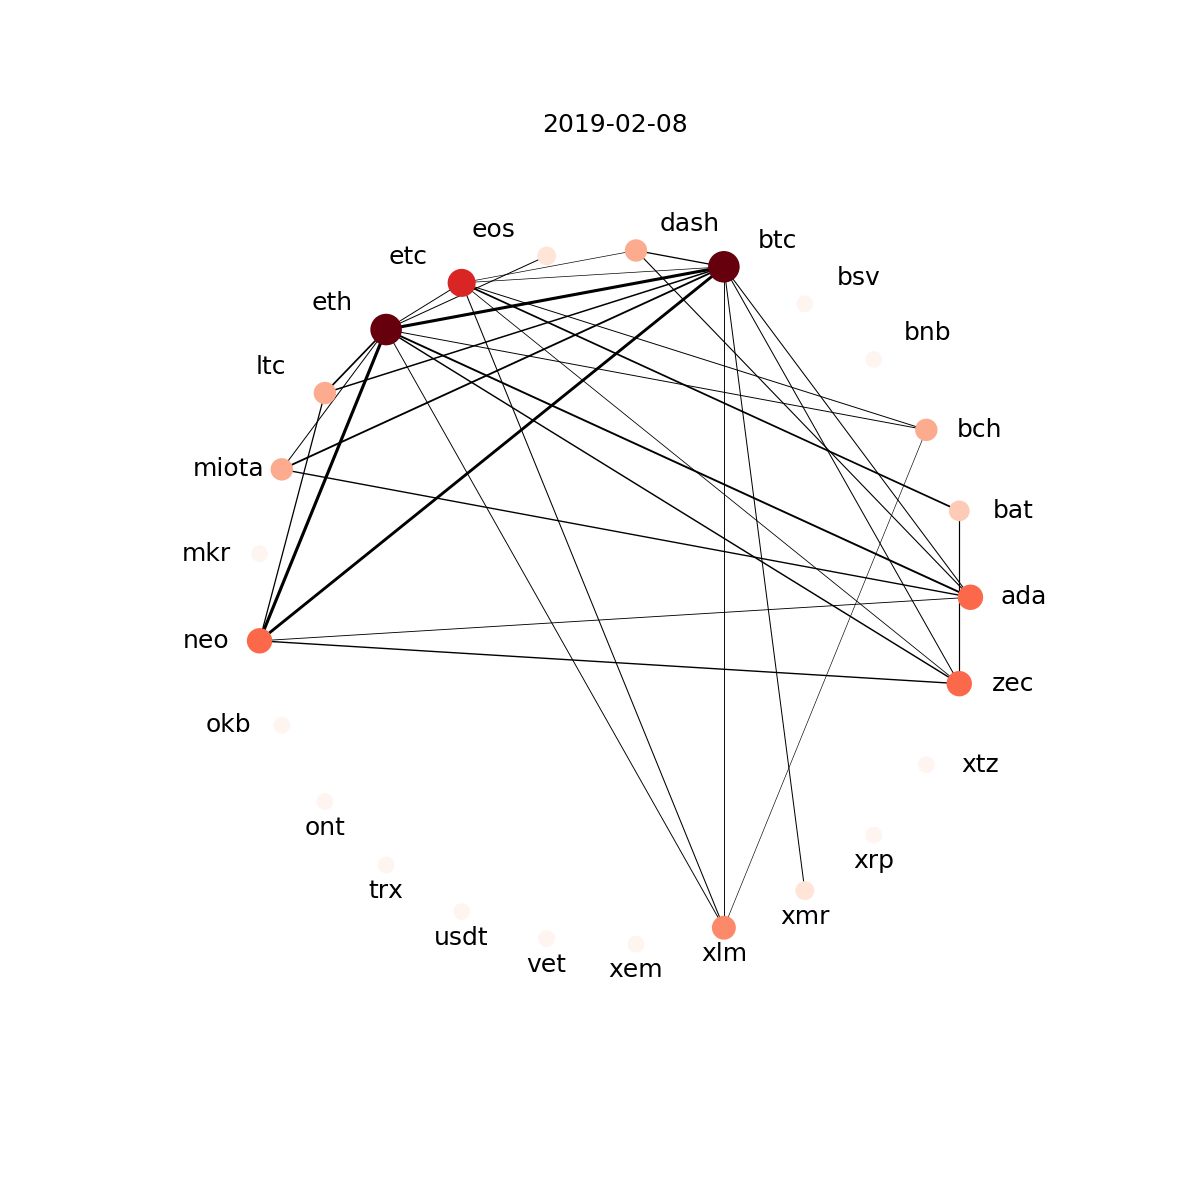 2019-02-08
dash
eos
btc
etc
bsv
eth
bnb
ltc
bch
miota
bat
mkr
ada
neo
zec
okb
xtz
ont
xrp
trx
xmr
usdt
xlm
vet
xem